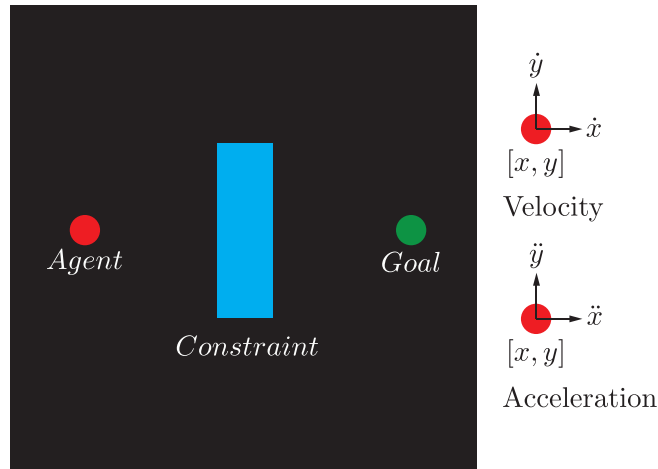 Agent
Constraint
Goal
ẏ
ẋ
[x, y]
Velocity
ÿ
ẍ
[x, y]
Acceleration